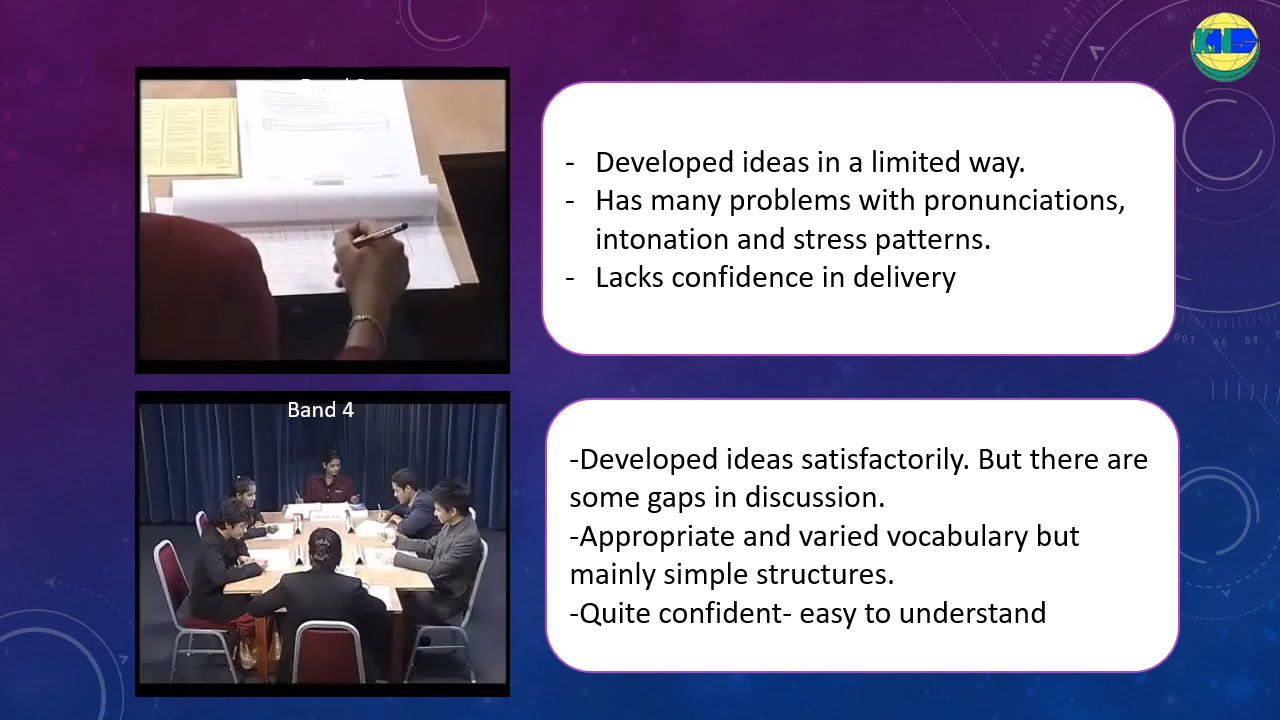 - Developed ideas in a limited way.
- Has many problems with pronunciations,
intonation and stress patterns.
- Lacks confidence in delivery
Band 4
-Developed ideas satisfactorily. But there are
some gaps in discussion.
-Appropriate and varied vocabulary but
mainly simple structures.
-Quite confident- easy to understand